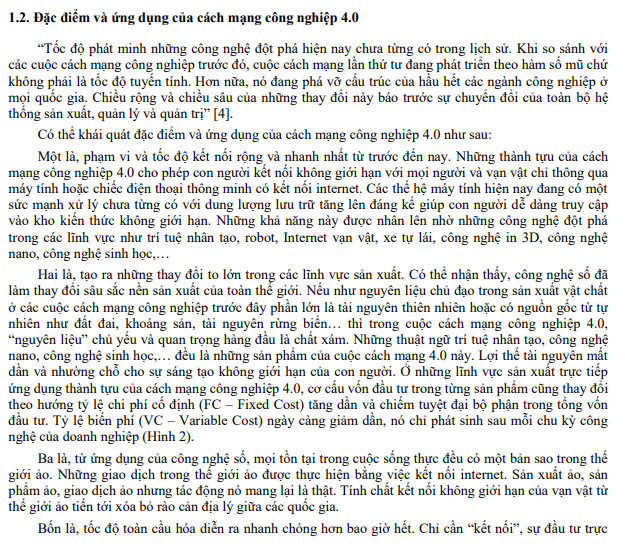 1.2. Đặc điểm và ứng dụng của cách mạng công nghiệp 4.0
“Tốc độ phát minh những công nghệ đột phá hiện nay chưa từng có trong lịch sử. Khi so sánh với
các cuộc cách mạng công nghiệp trước đó, cuộc cách mạng lần thứ tư đang phát triển theo hàm số mũ chứ
không phải là tốc độ tuyến tính. Hơn nữa, nó đang phá vỡ cấu trúc của hầu hết các ngành công nghiệp ở
mọi quốc gia. Chiều rộng và chiều sâu của những thay đổi này báo trước sự chuyển đổi của toàn bộ hệ
thống sản xuất, quản lý và quản trị” [4].
Có thể khái quát đặc điểm và ứng dụng của cách mạng công nghiệp 4.0 như sau:
Một là, phạm vi và tốc độ kết nối rộng và nhanh nhất từ trước đến nay. Những thành tựu của cách
mạng công nghiệp 4.0 cho phép con người kết nối không giới hạn với mọi người và vạn vật chỉ thông qua
máy tính hoặc chiếc điện thoại thông minh có kết nối internet. Các thế hệ máy tính hiện nay đang có một
sức mạnh xử lý chưa từng có với dung lượng lưu trữ tăng lên đáng kể giúp con người dễ dàng truy cập
vào kho kiến thức không giới hạn. Những khả năng này được nhân lên nhờ những công nghệ đột phá
trong các lĩnh vực như trí tuệ nhân tạo, robot, Internet vạn vật, xe tự lái, công nghệ in 3D, công nghệ
nano, công nghệ sinh học,…
Hai là, tạo ra những thay đổi to lớn trong các lĩnh vực sản xuất. Có thể nhận thấy, công nghệ số đã
làm thay đổi sâu sắc nền sản xuất của toàn thế giới. Nếu như nguyên liệu chủ đạo trong sản xuất vật chất
ở các cuộc cách mạng công nghiệp trước đây phần lớn là tài nguyên thiên nhiên hoặc có nguồn gốc từ tự
nhiên như đất đai, khoáng sản, tài nguyên rừng biển… thì trong cuộc cách mạng công nghiệp 4.0,
“nguyên liệu” chủ yếu và quan trọng hàng đầu là chất xám. Những thuật ngữ trí tuệ nhân tạo, công nghệ
nano, công nghệ sinh học,… đều là những sản phẩm của cuộc cách mạng 4.0 này. Lợi thế tài nguyên mất
dần và nhường chỗ cho sự sáng tạo không giới hạn của con người. Ở những lĩnh vực sản xuất trực tiếp
ứng dụng thành tựu của cách mạng công nghiệp 4.0, cơ cấu vốn đầu tư trong từng sản phẩm cũng thay đổi
theo hướng tỷ lệ chi phí cố định (FC – Fixed Cost) tăng dần và chiếm tuyệt đại bộ phận trong tổng vốn
đầu tư. Tỷ lệ biến phí (VC – Variable Cost) ngày càng giảm dần, nó chỉ phát sinh sau mỗi chu kỳ công
nghệ của doanh nghiệp (Hình 2).
Ba là, từ ứng dụng của công nghệ số, mọi tồn tại trong cuộc sống thực đều có một bản sao trong thế
giới ảo. Những giao dịch trong thế giới ảo được thực hiện bằng việc kết nối internet. Sản xuất ảo, sản
phẩm ảo, giao dịch ảo nhưng tác động nó mang lại là thật. Tính chất kết nối không giới hạn của vạn vật từ
thế giới ảo tiến tới xóa bỏ rào cản địa lý giữa các quốc gia.
Bốn là, tốc độ toàn cầu hóa diễn ra nhanh chóng hơn bao giờ hết. Chỉ cần “kết nối”, sự đầu tư trực